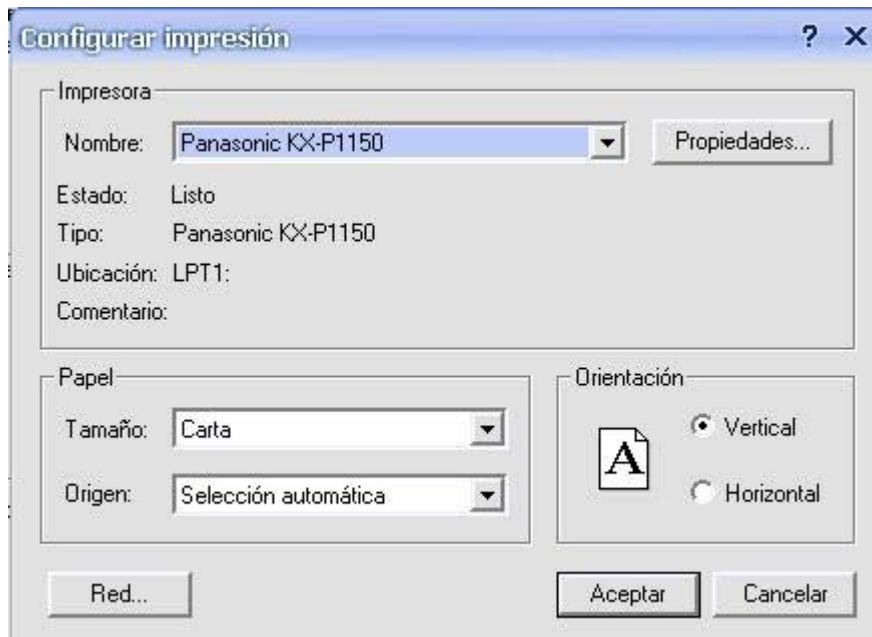 Configurar impresión
Impresora
Nombre: Panasonic KX-P1150 Propiedades...
Estado: Listo
Tipo: Panasonic KX-P1150
Ubicación: LPT1:
Comentario:
Papel
Tamaño: Carta
Origen: Selección automática
Orientación
A
Vertical
Horizontal
Red... Aceptar Cancelar